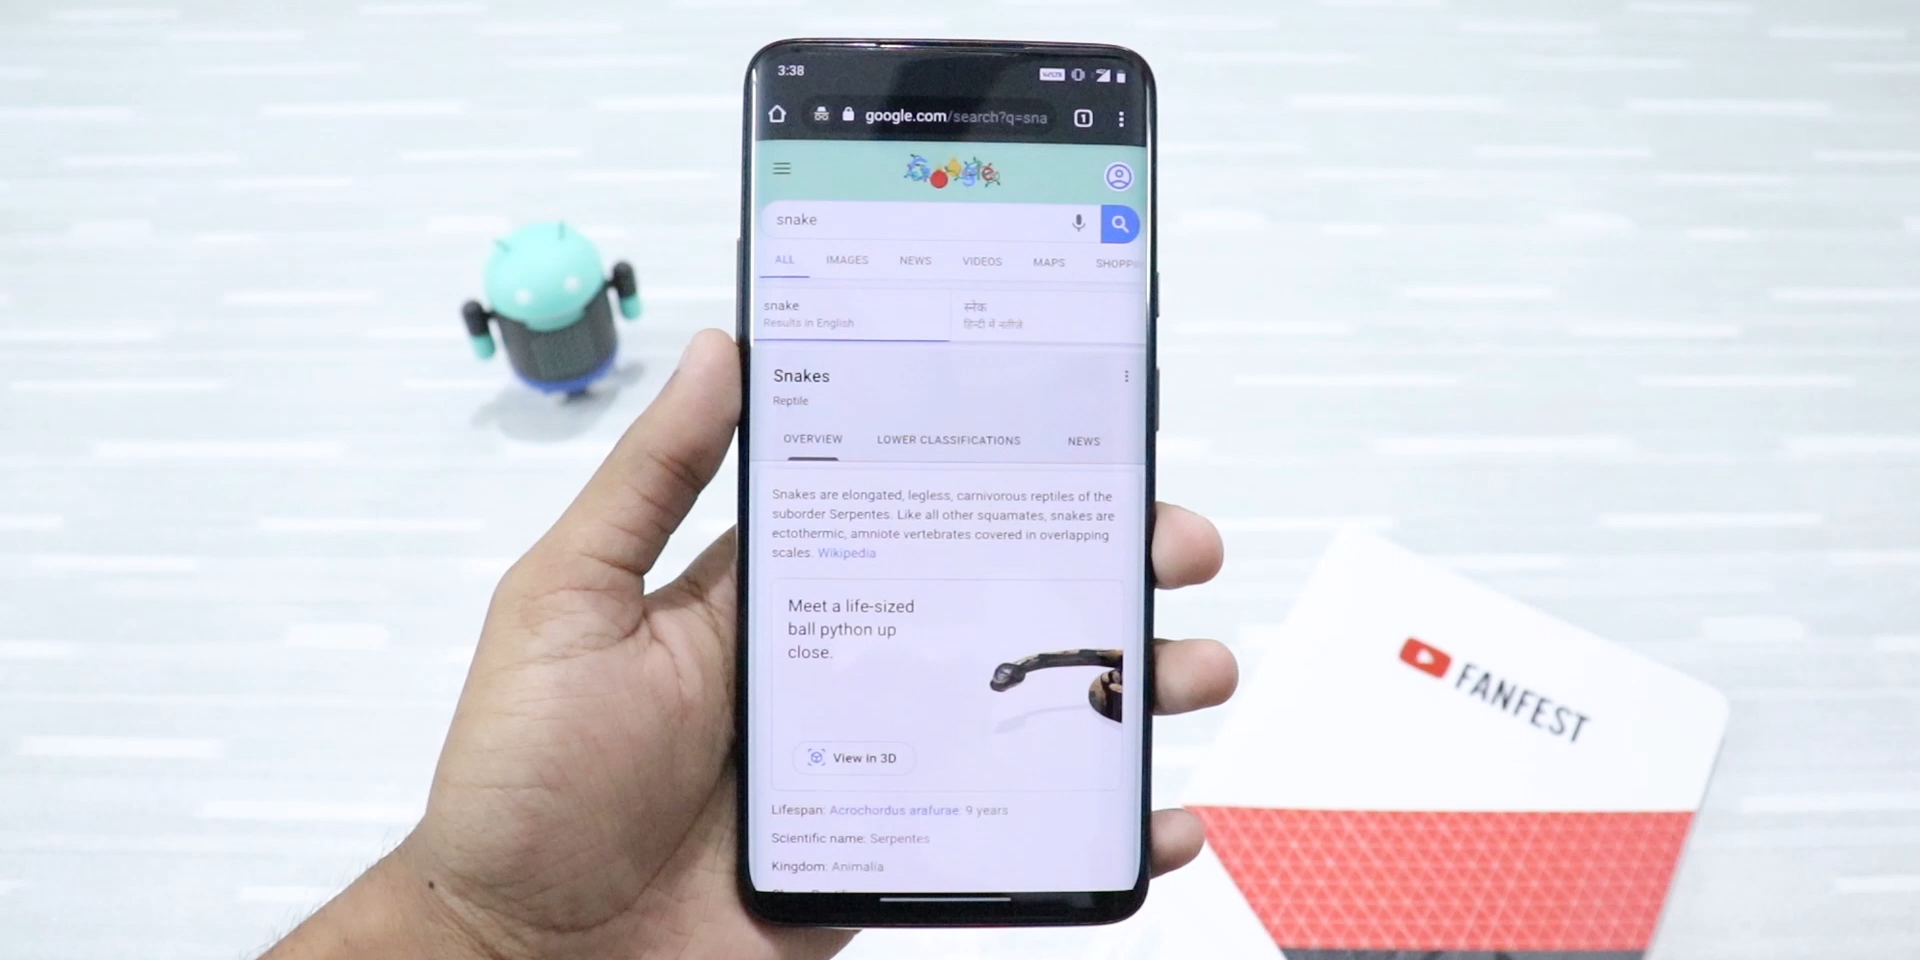 3:38
google.com/search?q=sna
1
Google
snake
ALL IMAGES NEWS VIDEOS MAPS SHOPPI
snake
Results in English
स्नेक
हिन्दी में नतीजे
Snakes
Reptile
OVERVIEW LOWER CLASSIFICATIONS NEWS
Snakes are elongated, legless, carnivorous reptiles of the
suborder Serpentes. Like all other squamates, snakes are
ectothermic, amniote vertebrates covered in overlapping
scales. Wikipedia
Meet a life-sized
ball python up
close.
View in 3D
Lifespan: Acrochordus arafurae: 9 years
Scientific name: Serpentes
Kingdom: Animalia
FANFEST